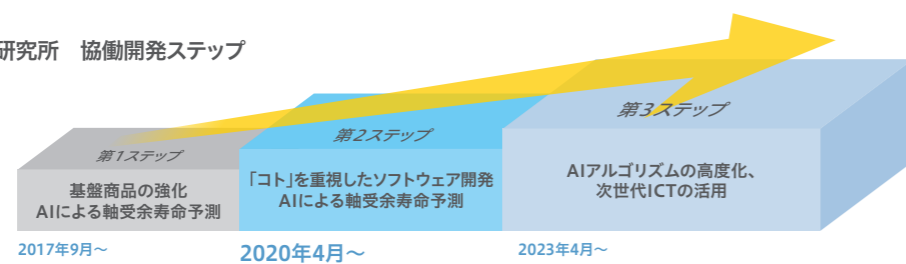 研究所　協働開発ステップ
第1ステップ
基盤商品の強化
AIによる軸受余寿命予測
2017年9月～
第2ステップ
「コト」を重視したソフトウェア開発
AIによる軸受余寿命予測
2020年4月～
第3ステップ
AIアルゴリズムの高度化、
次世代ICTの活用
2023年4月～